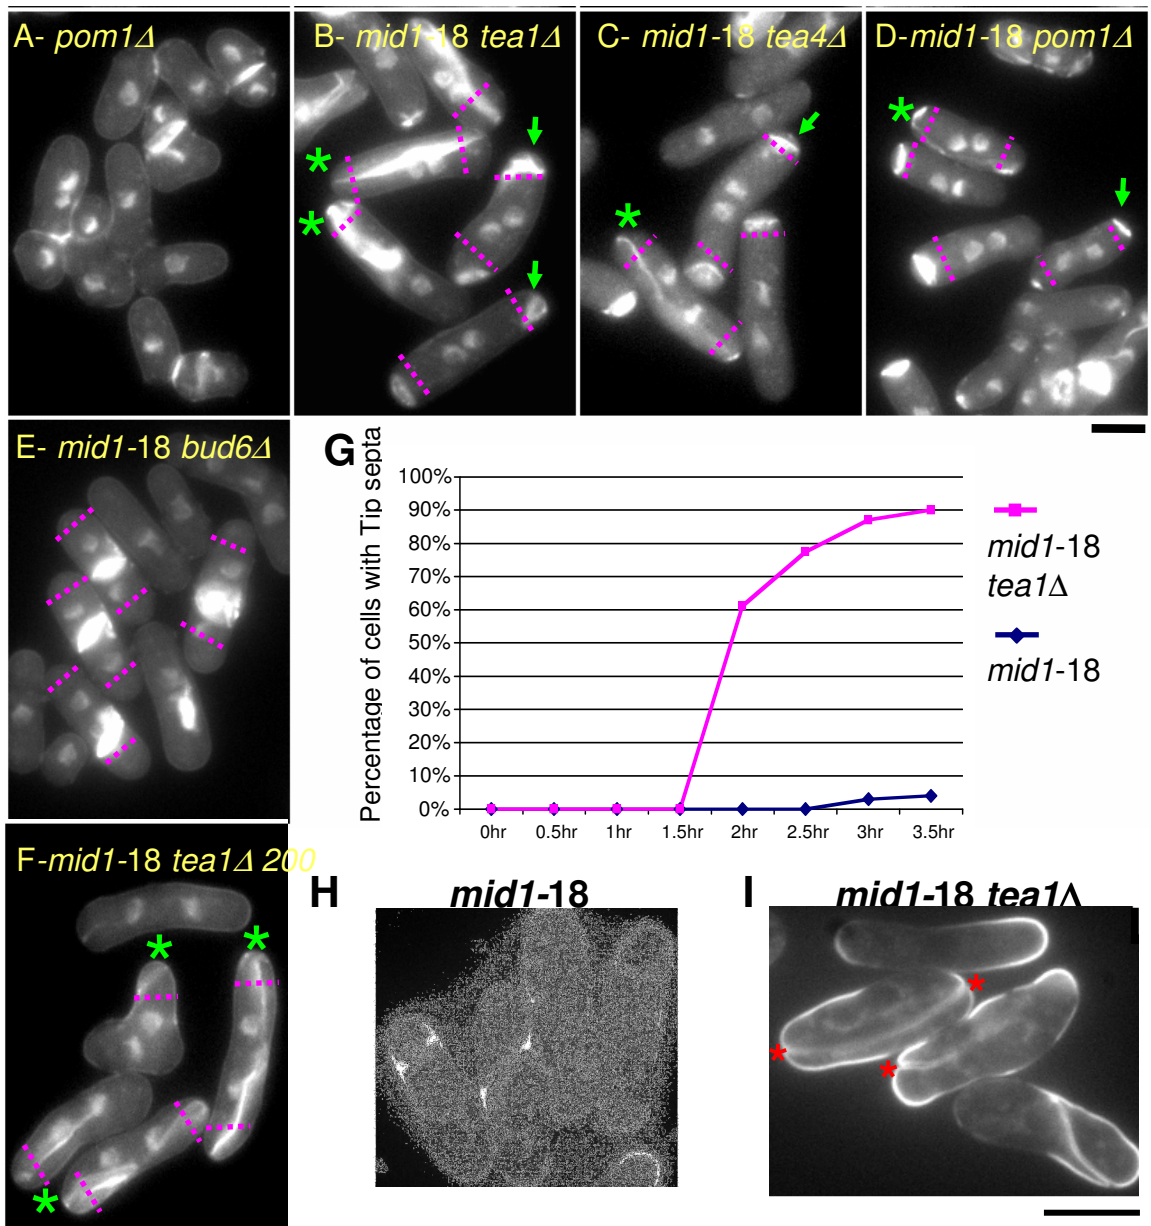 A- pom1Δ
B- mid1-18 tea1Δ
C- mid1-18 tea4Δ
D-mid1-18 pom1Δ
E- mid1-18 bud6Δ
G
Percentage of cells with Tip septa
100%
90%
80%
70%
60%
50%
40%
30%
20%
10%
0%
0hr 0.5hr 1hr 1.5hr 2hr 2.5hr 3hr 3.5hr
mid1-18
tea1Δ
mid1-18
F-mid1-18 tea1Δ 200
H mid1-18
I mid1-18 tea1Δ